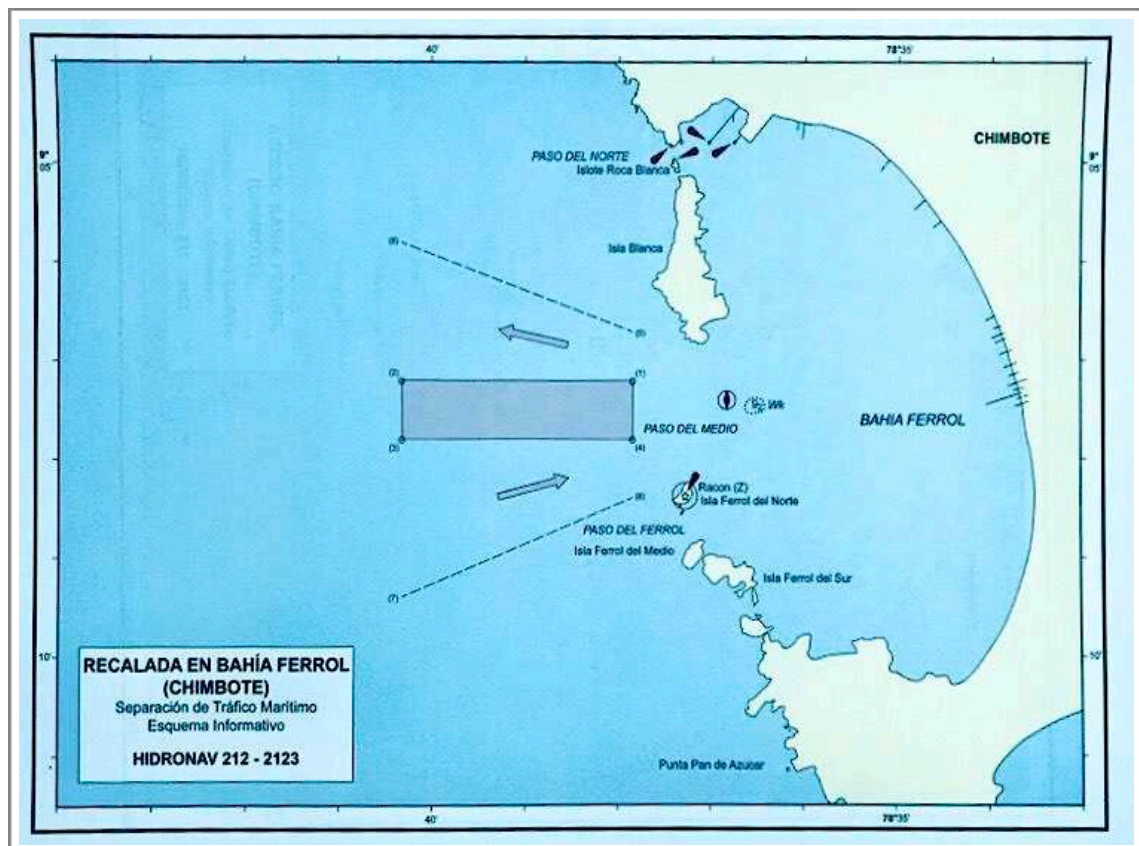 40'
78°35'
CHIMBOTE
9°
05'
9°
05'
PASO DEL NORTE
Islote Roca Blanca
Isla Blanca
(5)
(2)
(1)
Wk
PASO DEL MEDIO
BAHIA FERROL
(3)
(4)
Racon (Z)
Isla Ferrol del Norte
PASO DEL FERROL
Isla Ferrol del Medio
Isla Ferrol del Sur
(7)
10'
10'
RECALADA EN BAHÍA FERROL
(CHIMBOTE)
Separación de Tráfico Marítimo
Esquema Informativo
HIDRONAV 212 - 2123
Punta Pan de Azucar
40'
78°35'